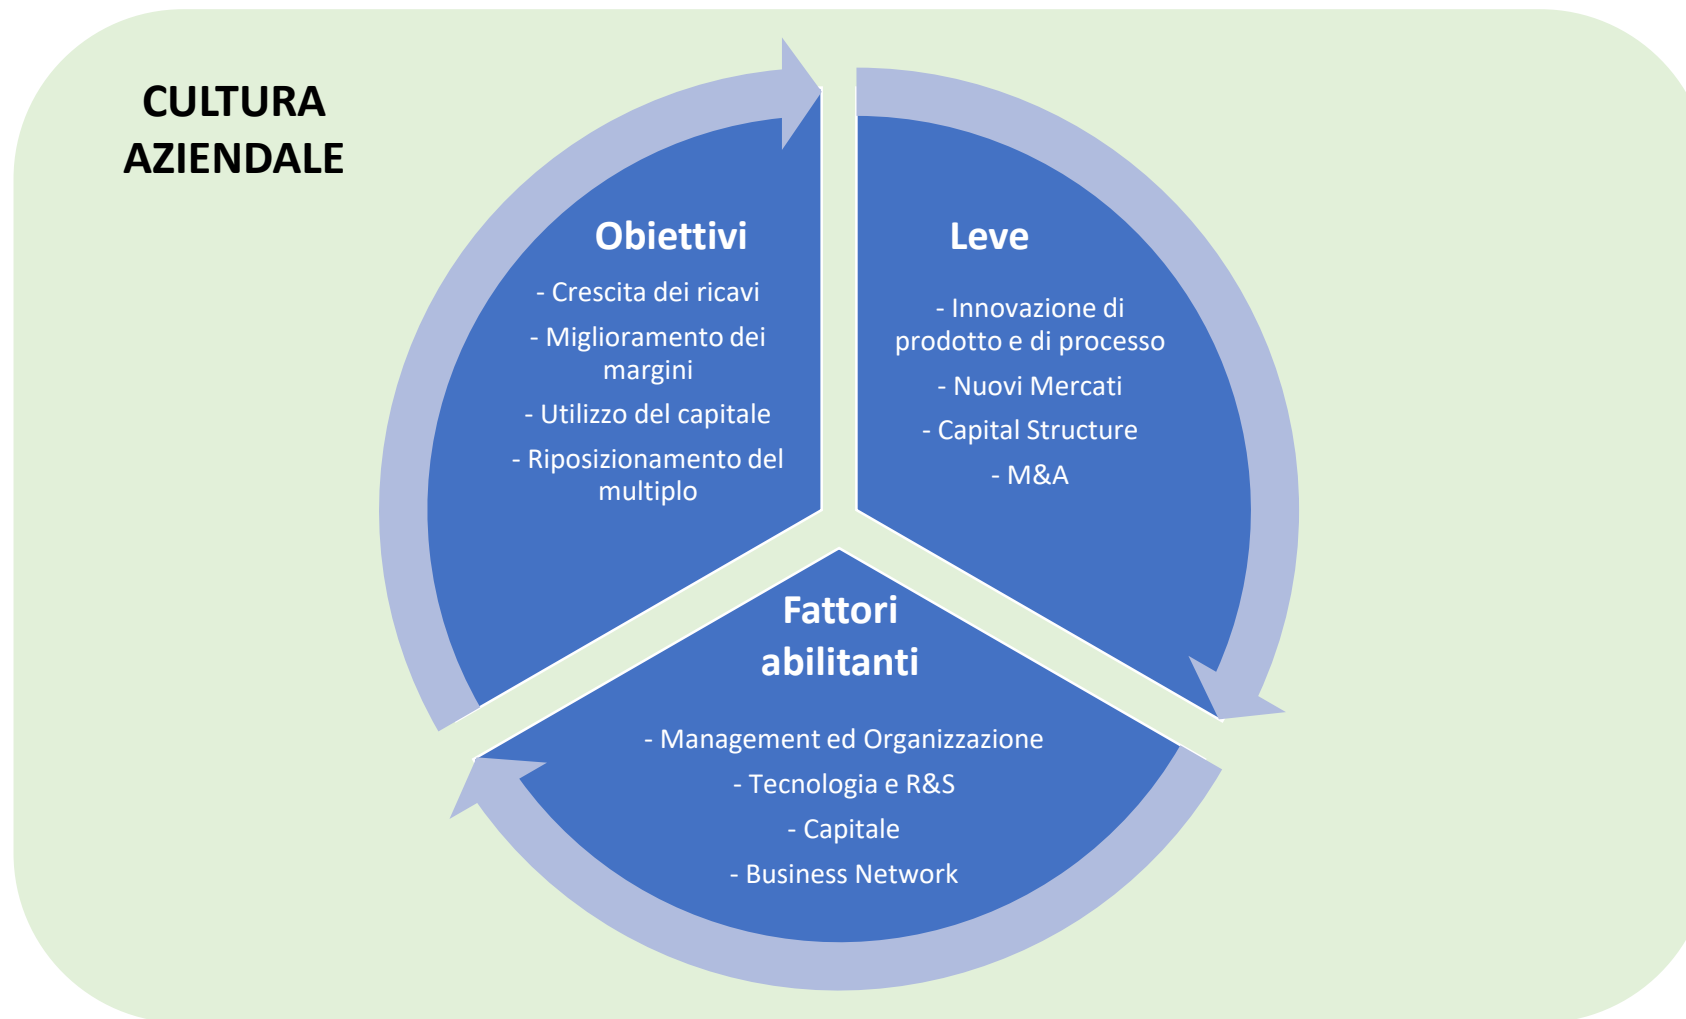 CULTURA
AZIENDALE
Obiettivi
- Crescita dei ricavi
- Miglioramento dei
margini
- Utilizzo del capitale
- Riposizionamento del
multiplo
Leve
- Innovazione di
prodotto e di processo
- Nuovi Mercati
- Capital Structure
- M&A
Fattori
abilitanti
- Management ed Organizzazione
- Tecnologia e R&S
- Capitale
- Business Network